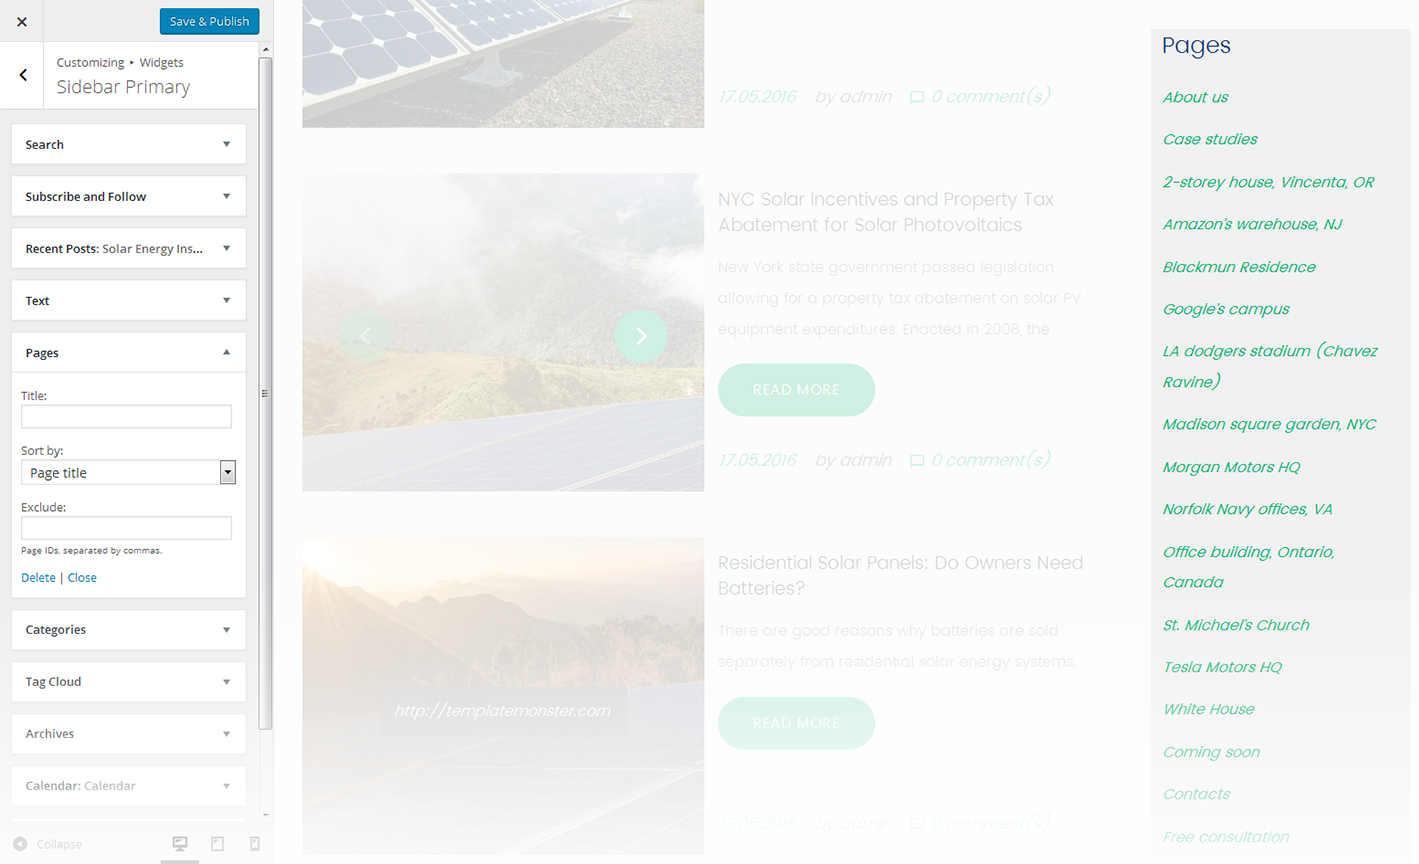 Save & Publish
Customizing ▸ Widgets
Sidebar Primary
Search
Subscribe and Follow
Recent Posts: Solar Energy Ins...
Text
Pages
Title:
Sort by:
Page title
Exclude:
Page IDs, separated by commas.
Delete | Close
Categories
Tag Cloud
Archives
Calendar: Calendar
Collapse
17.05.2016 by admin 0 comment(s)
NYC Solar Incentives and Property Tax
Abatement for Solar Photovoltaics
New York state government passed legislation
allowing for a property tax abatement on solar PV
equipment expenditures. Enacted in 2008, the
READ MORE
17.05.2016 by admin 0 comment(s)
Residential Solar Panels: Do Owners Need
Batteries?
There are good reasons why batteries are sold
separately from residential solar energy systems.
http://templatemonster.com
READ MORE
17.05.2016 by admin 0 comment(s)
Pages
About us
Case studies
2-storey house, Vincenta, OR
Amazon's warehouse, NJ
Blackmun Residence
Google's campus
LA dodgers stadium (Chavez
Ravine)
Madison square garden, NYC
Morgan Motors HQ
Norfolk Navy offices, VA
Office building, Ontario,
Canada
St. Michael's Church
Tesla Motors HQ
White House
Coming soon
Contacts
Free consultation